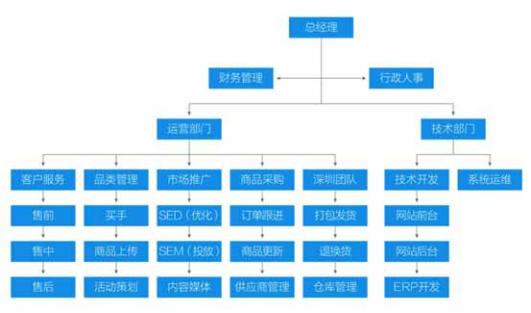 总经理
财务管理
行政人事
运营部门
技术部门
客户服务
品类管理
市场推广
商品采购
深圳团队
技术开发
系统运维
售前
买手
SED（优化）
订单跟进
打包发货
网站前台
售中
商品上传
SEM（投放）
商品更新
退换货
网站后台
售后
活动策划
内容媒体
供应商管理
仓库管理
ERP开发